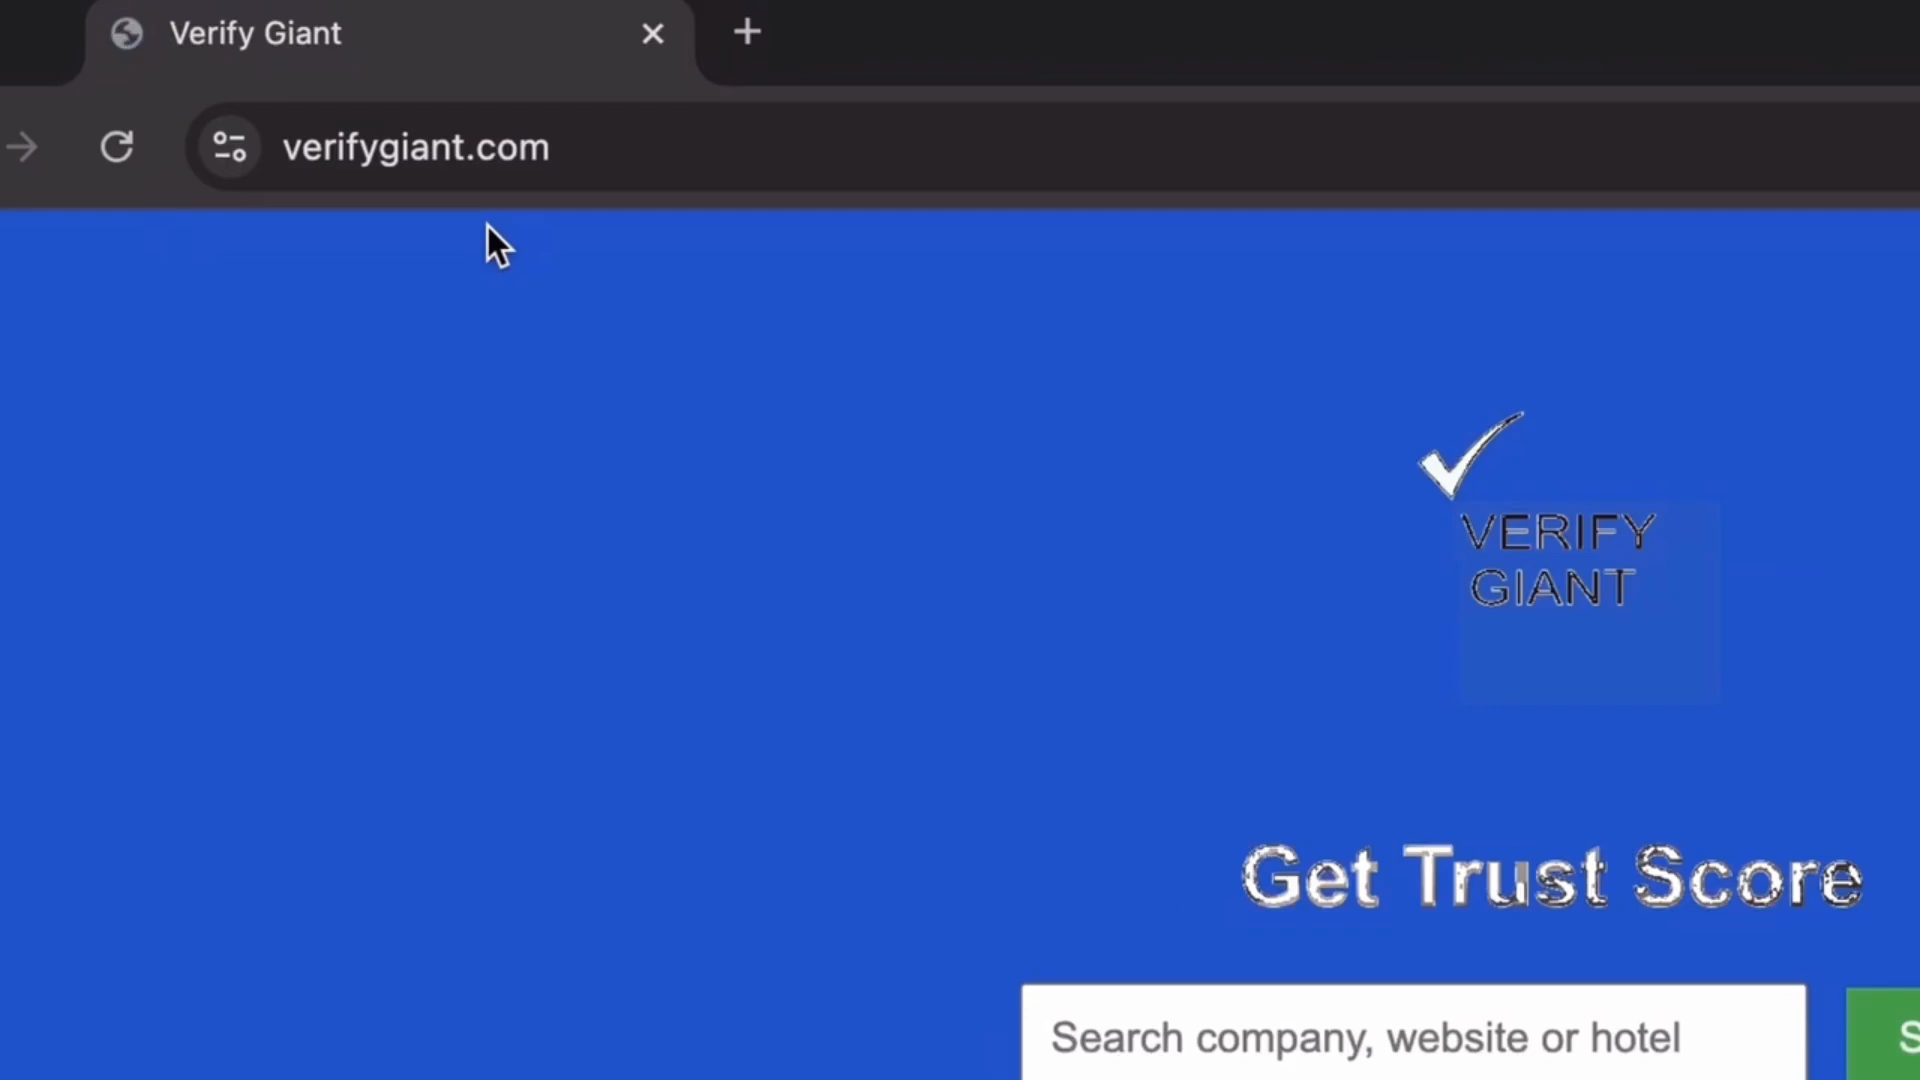 Verify Giant
verifygiant.com
VERIFY
GIANT
Get Trust Score
Search company, website or hotel
S